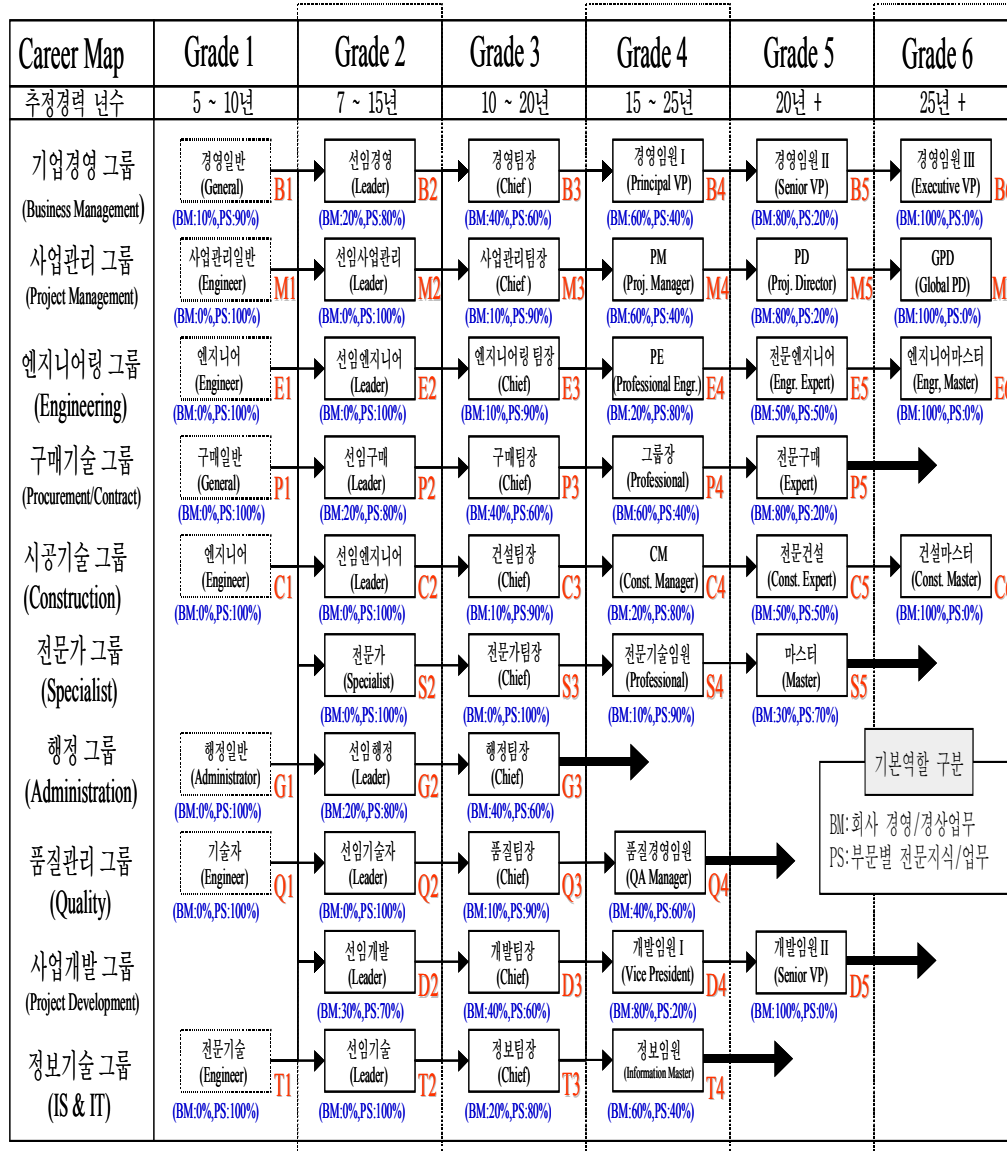 Career Map Grade 1 Grade 2 Grade 3 Grade 4 Grade 5 Grade 6
추정경력 년수 5 ~ 10년 7 ~ 15년 10 ~ 20년 15 ~ 25년 20년 + 25년 +
기업경영 그룹
(Business Management)
경영일반 선임경영 경영팀장 경영임원 I 경영임원 II 경영임원 III
(General) (Leader) (Chief ) (Principal VP) (Senior VP) (Executive VP)
B1 B2 B3 B4 B5 B6
(BM:10%,PS:90%) (BM:20%,PS:80%) (BM:40%,PS:60%) (BM:60%,PS:40%) (BM:80%,PS:20%) (BM:100%,PS:0%)
사업관리 그룹
(Project Management)
사업관리일반 선임사업관리 사업관리팀장 PM PD GPD
(Engineer) (Leader) (Chief ) (Proj. Manager) (Proj. Director) (Global PD)
M1 M2 M3 M4 M5 M
(BM:0%,PS:100%) (BM:0%,PS:100%) (BM:10%,PS:90%) (BM:60%,PS:40%) (BM:80%,PS:20%) (BM:100%,PS:0%)
엔지니어링 그룹
(Engineering)
엔지니어 선임엔지니어 엔지니어링 팀장 PE 전문엔지니어 엔지니어마스터
(Engineer) (Leader) (Chief) (Professional Engr.) (Engr. Expert) (Engr, Master)
E1 E2 E3 E4 E5 E6
(BM:0%,PS:100%) (BM:0%,PS:100%) (BM:10%,PS:90%) (BM:20%,PS:80%) (BM:50%,PS:50%) (BM:100%,PS:0%)
구매기술 그룹
(Procurement/Contract)
구매일반 선임구매 구매팀장 그룹장 전문구매
(General) (Leader) (Chief) (Professional) (Expert)
P1 P2 P3 P4 P5
(BM:0%,PS:100%) (BM:20%,PS:80%) (BM:40%,PS:60%) (BM:60%,PS:40%) (BM:80%,PS:20%)
시공기술 그룹
(Construction)
엔지니어 선임엔지니어 건설팀장 CM 전문건설 건설마스터
(Engineer) (Leader) (Chief) (Const. Manager) (Const. Expert) (Const. Master)
C1 C2 C3 C4 C5 C6
(BM:0%,PS:100%) (BM:0%,PS:100%) (BM:10%,PS:90%) (BM:20%,PS:80%) (BM:50%,PS:50%) (BM:100%,PS:0%)
전문가 그룹
(Specialist)
전문가 전문가팀장 전문기술임원 마스터
(Specialist) (Chief) (Professional) (Master)
S2 S3 S4 S5
(BM:0%,PS:100%) (BM:0%,PS:100%) (BM:10%,PS:90%) (BM:30%,PS:70%)
행정 그룹
(Administration)
행정일반 선임행정 행정팀장
(Administrator) (Leader) (Chief)
G1 G2 G3
(BM:0%,PS:100%) (BM:20%,PS:80%) (BM:40%,PS:60%)
기본역할 구분
BM:회사 경영/경상업무
PS:부문별 전문지식/업무
품질관리 그룹
(Quality)
기술자 선임기술자 품질팀장 품질경영임원
(Engineer) (Leader) (Chief) (QA Manager)
Q1 Q2 Q3 Q4
(BM:0%,PS:100%) (BM:0%,PS:100%) (BM:10%,PS:90%) (BM:40%,PS:60%)
사업개발 그룹
(Project Development)
선임개발 개발팀장 개발임원 I 개발임원 II
(Leader) (Chief) (Vice President) (Senior VP)
D2 D3 D4 D5
(BM:30%,PS:70%) (BM:40%,PS:60%) (BM:80%,PS:20%) (BM:100%,PS:0%)
정보기술 그룹
(IS & IT)
전문기술 선임기술 정보팀장 정보임원
(Engineer) (Leader) (Chief) (Information Master)
T1 T2 T3 T4
(BM:0%,PS:100%) (BM:0%,PS:100%) (BM:20%,PS:80%) (BM:60%,PS:40%)